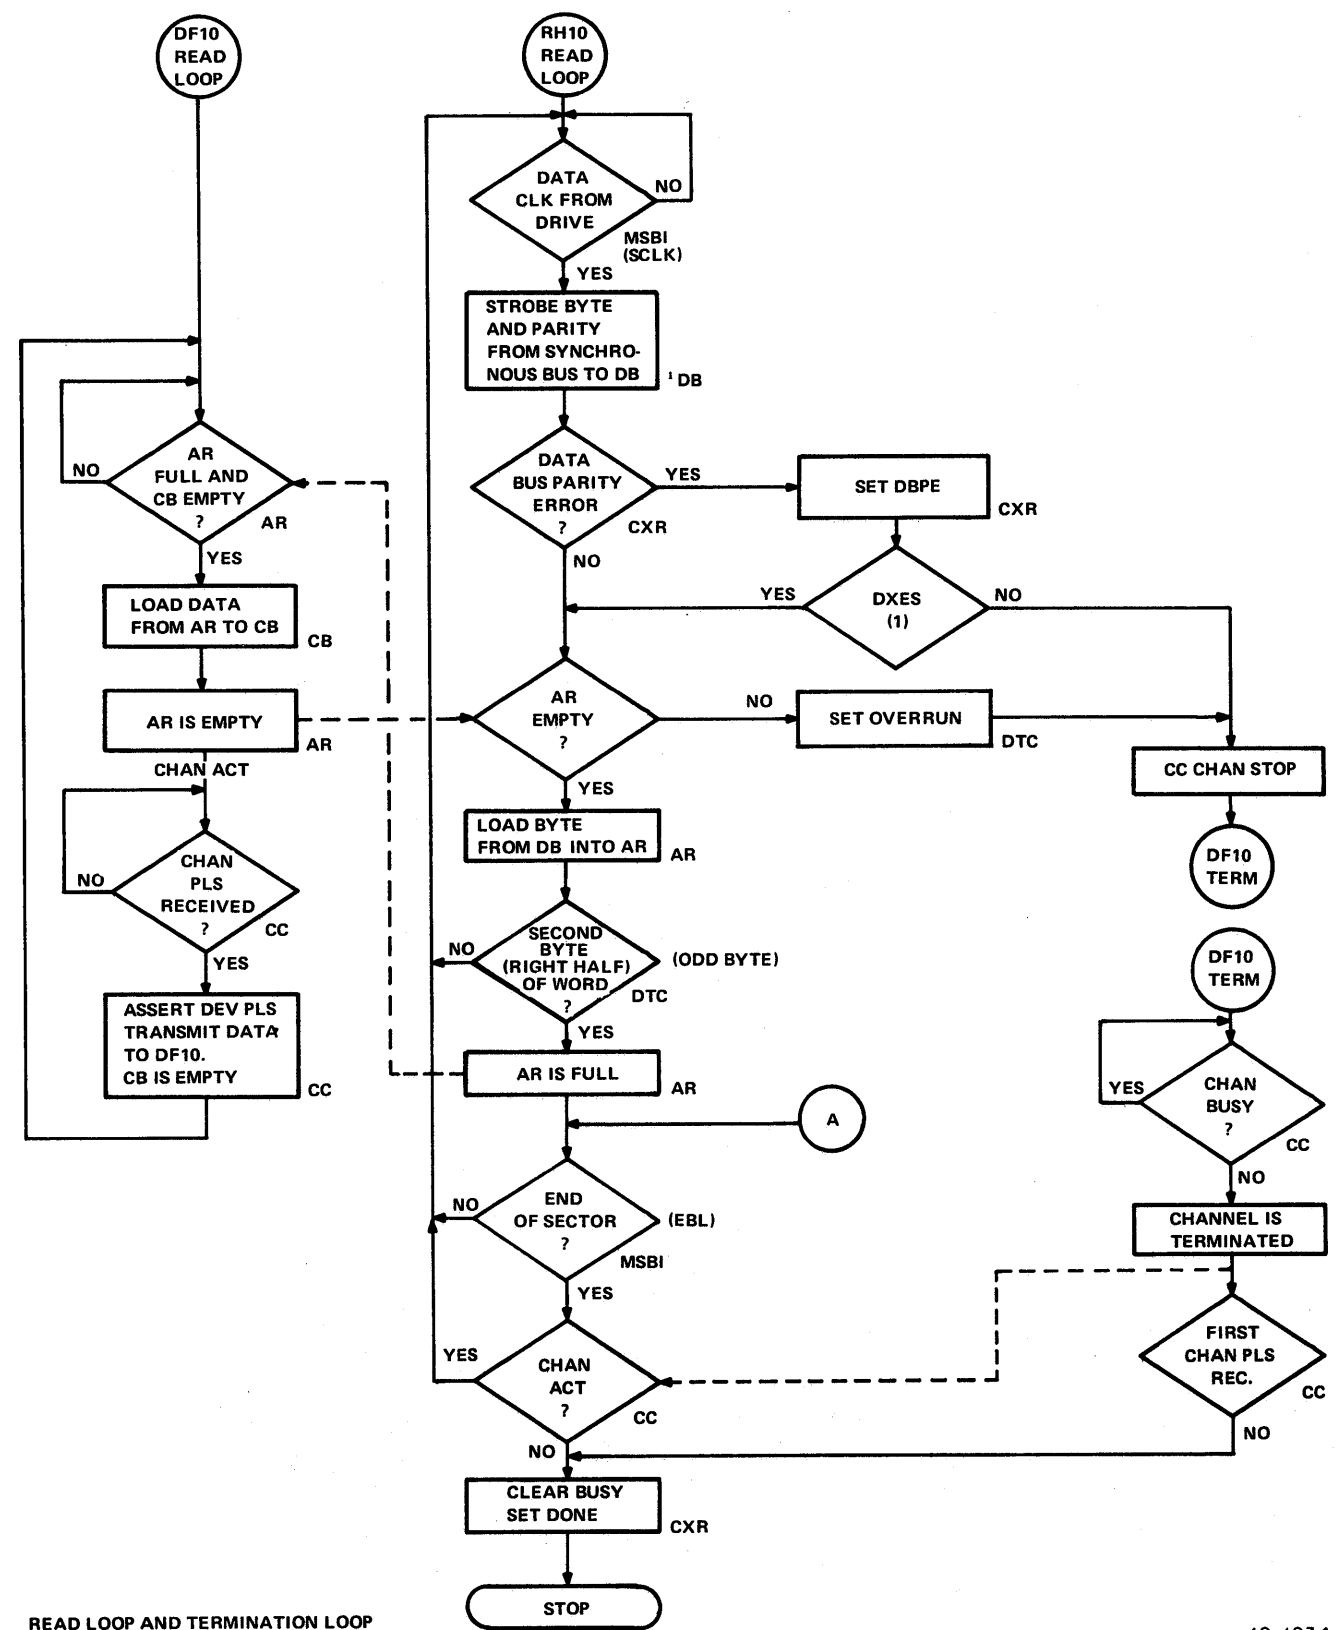 DF10
READ
LOOP
AR
FULL AND
CB EMPTY
?
AR
NO
YES
LOAD DATA
FROM AR TO CB
CB
AR IS EMPTY
AR
CHAN ACT
CHAN
PLS
RECEIVED
?
CC
NO
YES
ASSERT DEV PLS
TRANSMIT DATA
TO DF10.
CB IS EMPTY
CC
RH10
READ
LOOP
DATA
CLK FROM
DRIVE
NO
MSBI
(SCLK)
YES
STROBE BYTE
AND PARITY
FROM SYNCHRO-
NOUS BUS TO DB
DB
DATA
BUS PARITY
ERROR
?
CXR
YES
NO
SET DBPE
CXR
DXES
(1)
YES
NO
AR
EMPTY
?
NO
YES
SET OVERRUN
DTC
CC CHAN STOP
DF10
TERM
LOAD BYTE
FROM DB INTO AR
AR
SECOND
BYTE
(RIGHT HALF)
OF WORD
?
DTC
(ODD BYTE)
NO
YES
AR IS FULL
AR
A
END
OF SECTOR
?
(EBL)
MSBI
NO
YES
CHAN
ACT
?
CC
YES
NO
CLEAR BUSY
SET DONE
CXR
STOP
DF10
TERM
CHAN
BUSY
?
CC
YES
NO
CHANNEL IS
TERMINATED
FIRST
CHAN PLS
REC.
CC
NO
READ LOOP AND TERMINATION LOOP